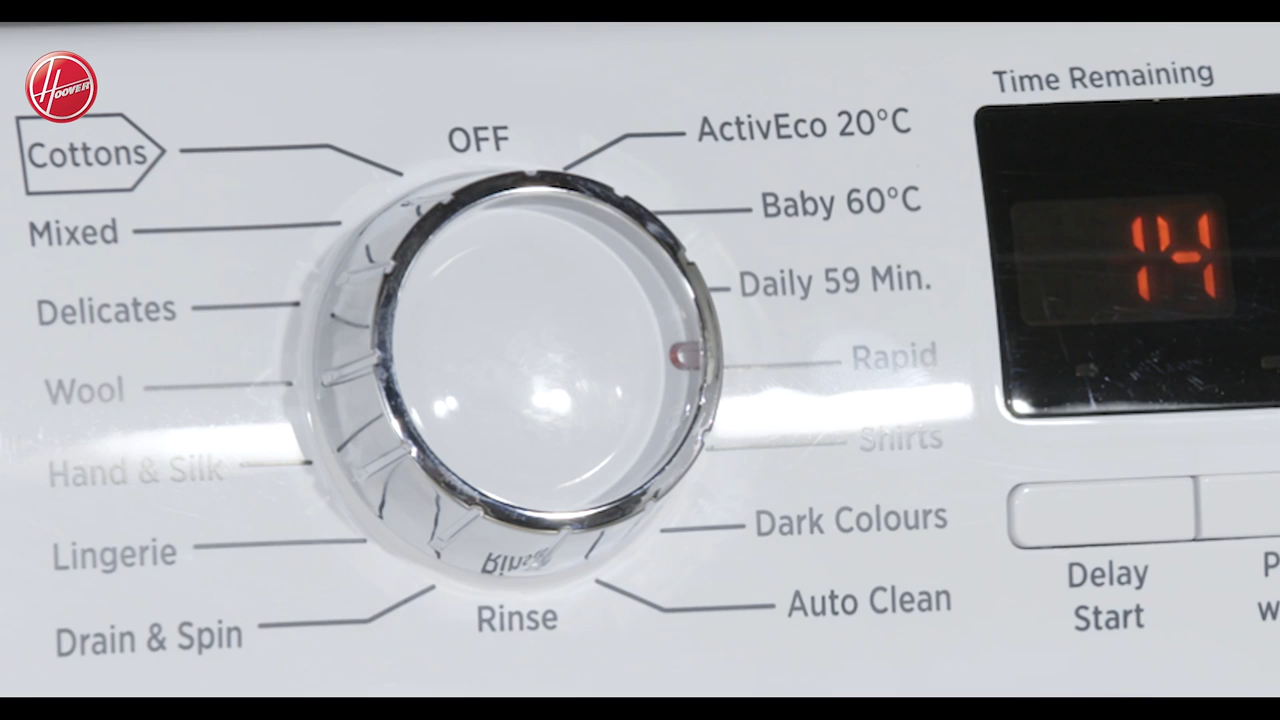 HOOVER
Time Remaining
OFF
ActivEco 20°C
Cottons
Baby 60°C
Mixed
Daily 59 Min.
14
Delicates
Rapid
Wool
Shirts
Hand & Silk
Dark Colours
Lingerie
Delay
Start
Auto Clean
Rinse
Drain & Spin